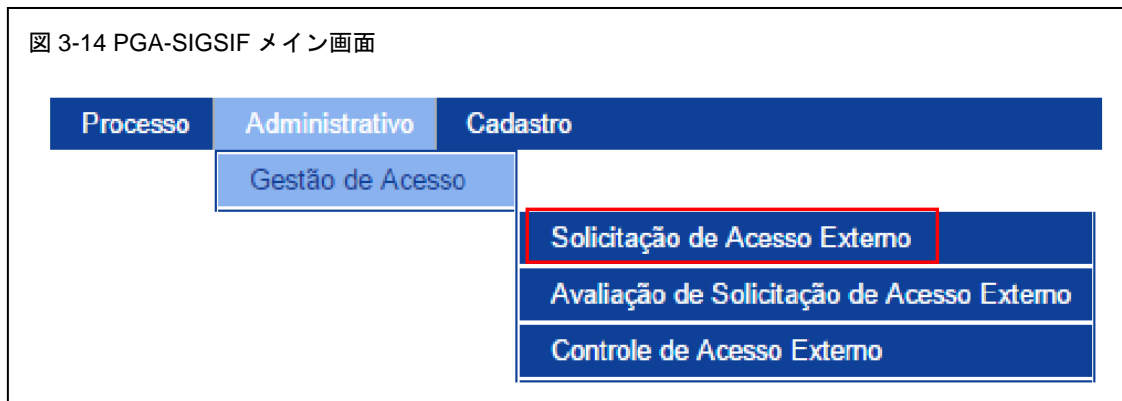 図 3-14 PGA-SIGSIF メイン画面
Processo Administrativo Cadastro
Gestão de Acesso
Solicitação de Acesso Externo
Avaliação de Solicitação de Acesso Externo
Controle de Acesso Externo